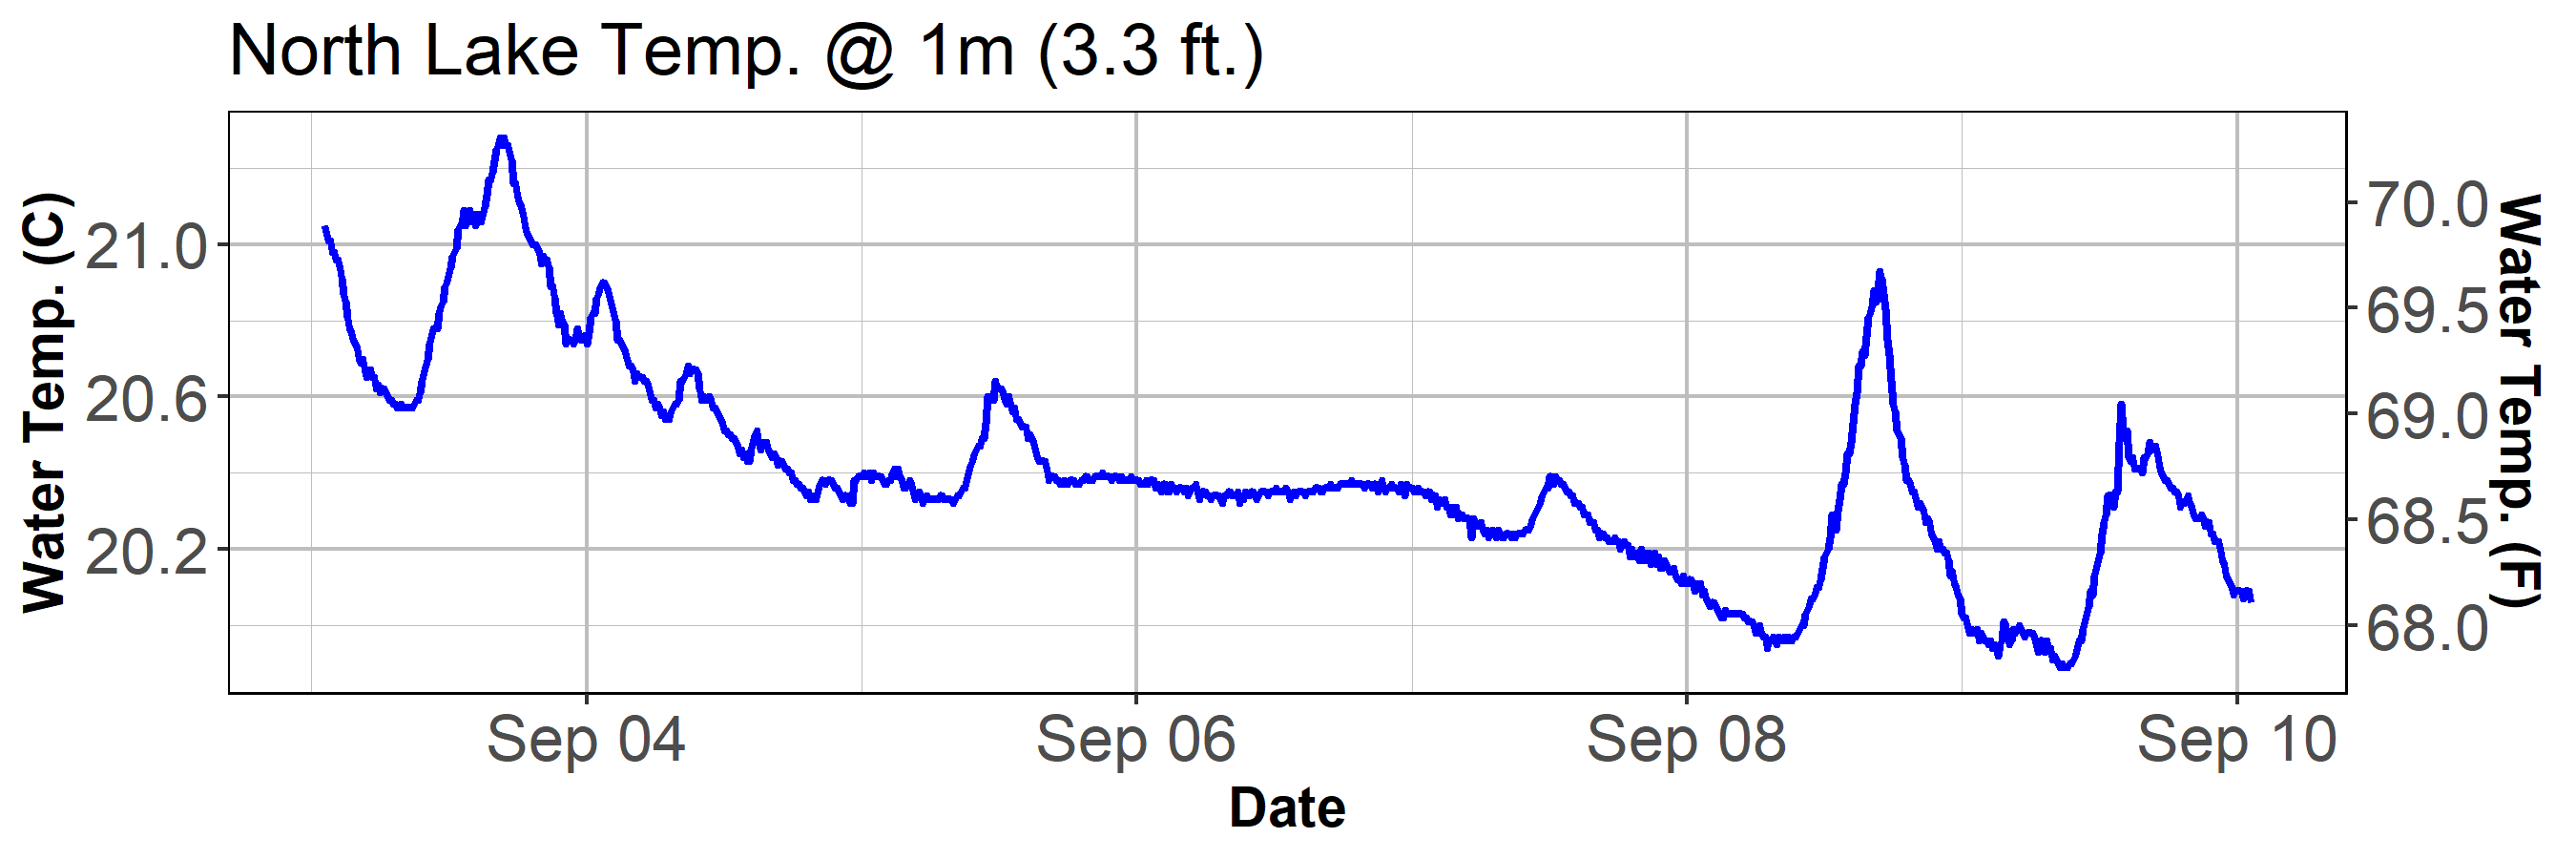 North Lake Temp. @ 1m (3.3 ft.)
Water Temp. (C)
21.0
20.6
20.2
70.0
69.5
69.0
68.5
68.0
Water Temp. (F)
Sep 04
Sep 06
Sep 08
Sep 10
Date